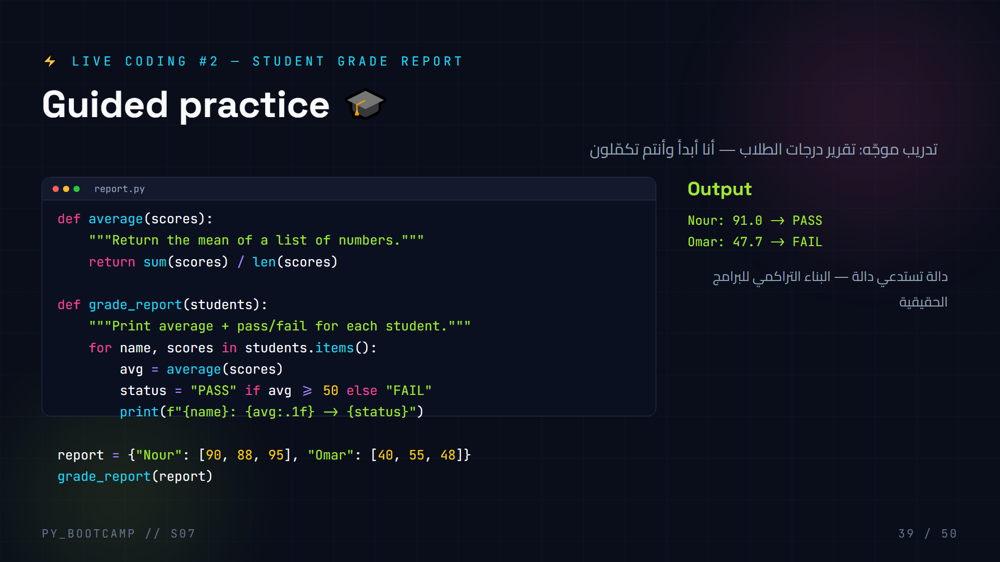 ⚡ LIVE CODING #2 — STUDENT GRADE REPORT
Guided practice 🎓
تدريب موجّه: تقرير درجات الطلاب — أنا أبدأ وأنتم تكمّلون
report.py
def average(scores):
    """Return the mean of a list of numbers."""
    return sum(scores) / len(scores)

def grade_report(students):
    """Print average + pass/fail for each student."""
    for name, scores in students.items():
        avg = average(scores)
        status = "PASS" if avg >= 50 else "FAIL"
        print(f"{name}: {avg:.1f} -> {status}")

report = {"Nour": [90, 88, 95], "Omar": [40, 55, 48]}
grade_report(report)
Output
Nour: 91.0 -> PASS
Omar: 47.7 -> FAIL
دالة تستدعي دالة — البناء التراكمي للبرامج
الحقيقية
PY_BOOTCAMP // S07
39 / 50